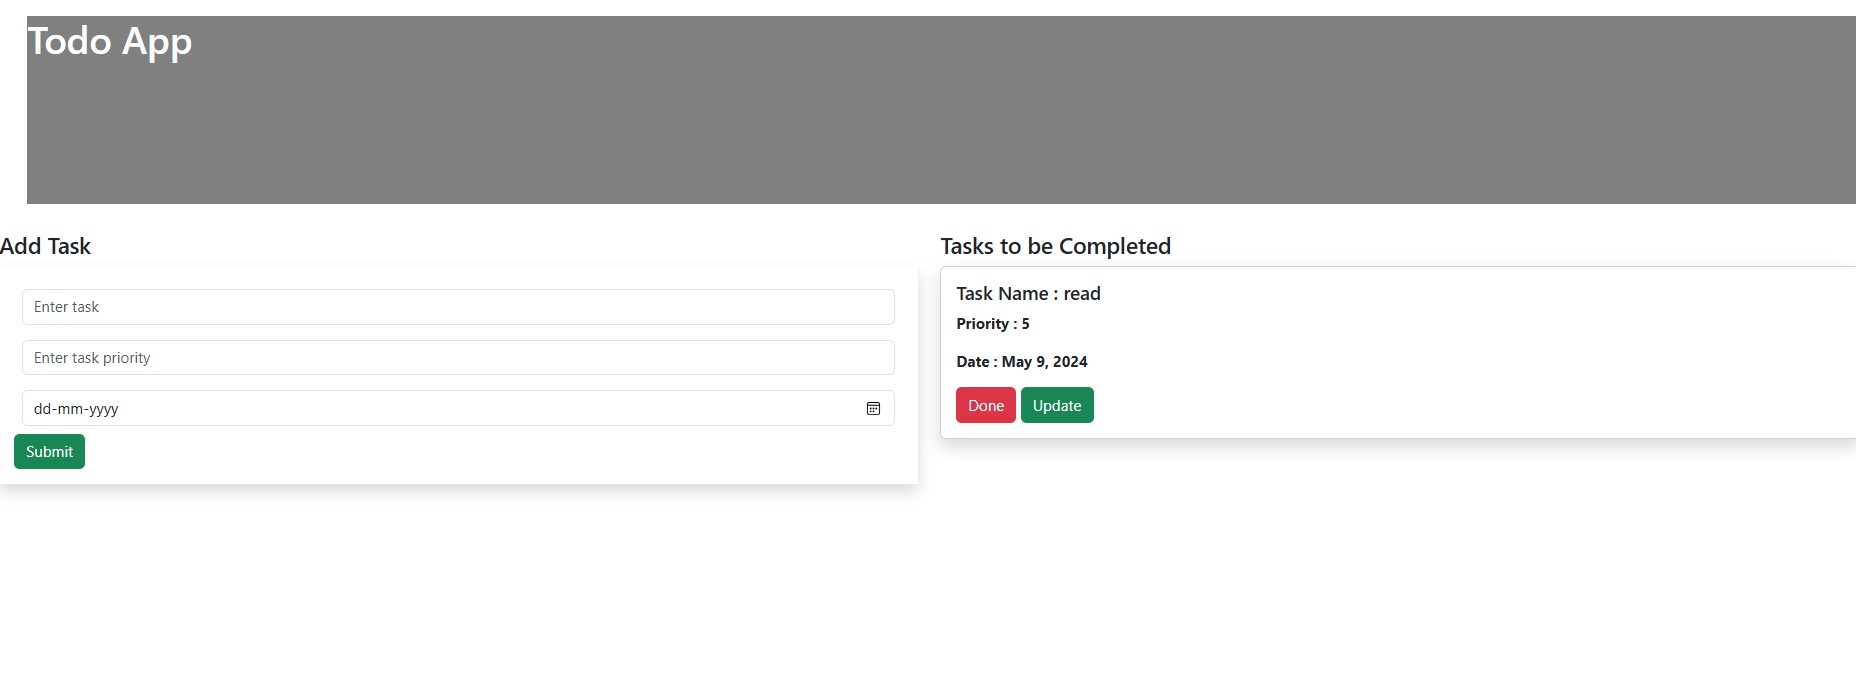 Todo App
Add Task
Enter task
Enter task priority
dd-mm-yyyy
Submit
Tasks to be Completed
Task Name : read
Priority : 5
Date : May 9, 2024
Done Update